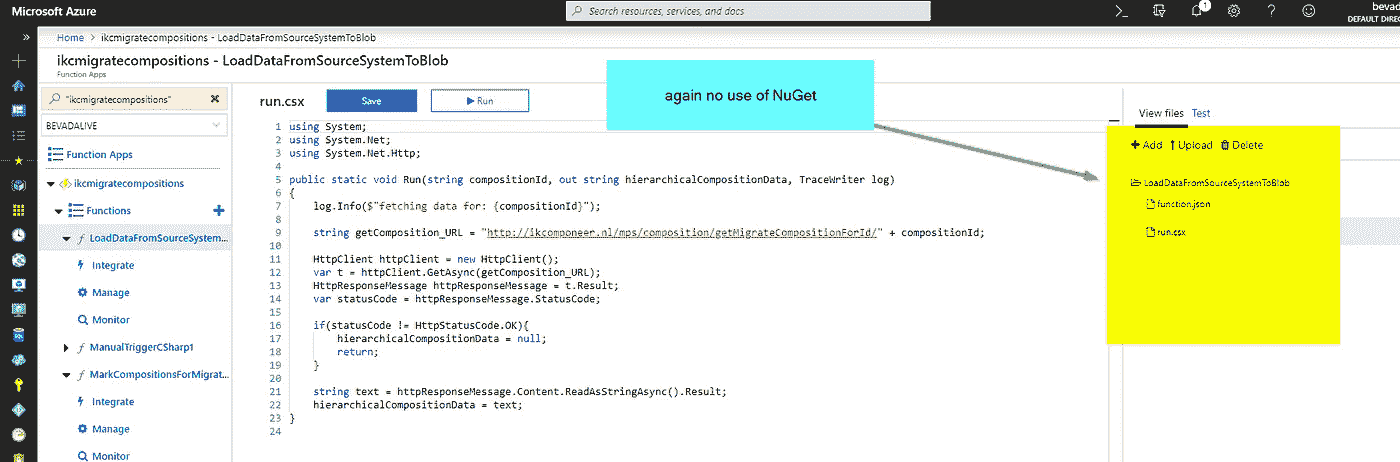 Microsoft Azure
Search resources, services, and docs
1
?
bevad
DEFAULT DIREC
»
Home > ikcmigratecompositions - LoadDataFromSourceSystemToBlob
ikcmigratecompositions - LoadDataFromSourceSystemToBlob
Function Apps
"ikcmigratecompositions"
BEVADALIVE
Function Apps
ikcmigratecompositions
Functions
LoadDataFromSourceSystem...
Integrate
Manage
Monitor
ManualTriggerCSharp1
MarkCompositionsForMigrat...
Integrate
Manage
Monitor
run.csx
Save
Run
again no use of NuGet
1 using System;
2 using System.Net;
3 using System.Net.Http;
4
5 public static void Run(string compositionId, out string hierarchicalCompositionData, TraceWriter log)
6 {
7 log.Info($"fetching data for: {compositionId}");
8
9 string getComposition_URL = "http://ikcomponeer.nl/mps/composition/getMigrateCompositionForId/" + compositionId;
10
11 HttpClient httpClient = new HttpClient();
12 var t = httpClient.GetAsync(getComposition_URL);
13 HttpResponseMessage httpResponseMessage = t.Result;
14 var statusCode = httpResponseMessage.StatusCode;
15
16 if(statusCode != HttpStatusCode.OK){
17 hierarchicalCompositionData = null;
18 return;
19 }
20
21 string text = httpResponseMessage.Content.ReadAsStringAsync().Result;
22 hierarchicalCompositionData = text;
23 }
24
View files Test
Add Upload Delete
LoadDataFromSourceSystemToBlob
function.json
run.csx